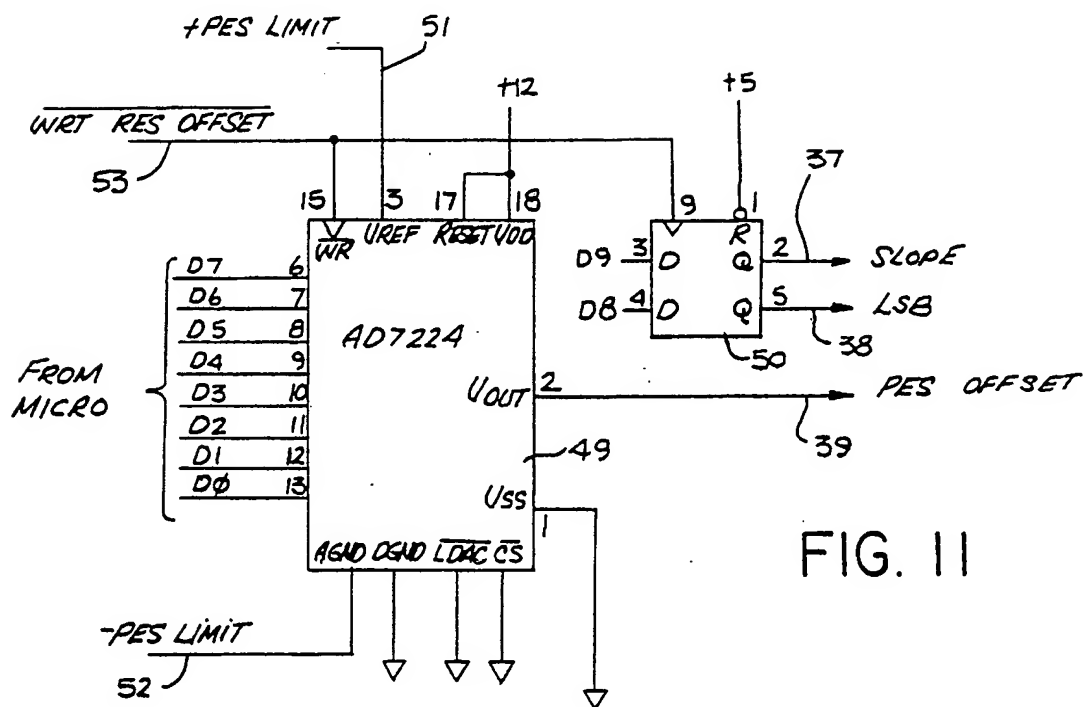 +PES LIMIT
51
+12
+5
WRT RES OFFSET
53
37
15
3
17
18
9
1
WR
VREF
RESET
VDD
R
D9
3
D
Q
2
SLOPE
D8
4
D
Q
5
LSB
50
38
D7
6
D6
7
D5
8
D4
9
D3
10
D2
11
D1
12
DØ
13
FROM
MICRO
AD7224
VOUT
2
PES OFFSET
39
49
VSS
1
AGND
DGND
LDAC
CS
-PES LIMIT
52
FIG. 11